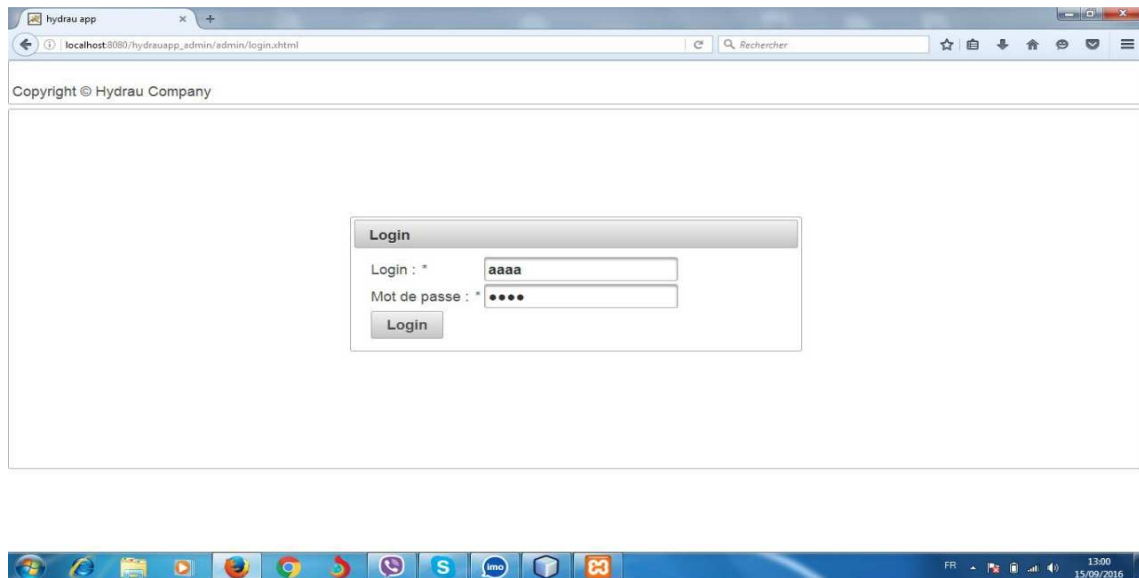 hydrau app
localhost:8080/hydrauapp_admin/admin/login.xhtml
Rechercher
Copyright © Hydrau Company
Login
Login : *
aaaa
Mot de passe : *
••••
Login
S
imo
FR
13:00
15/09/2016